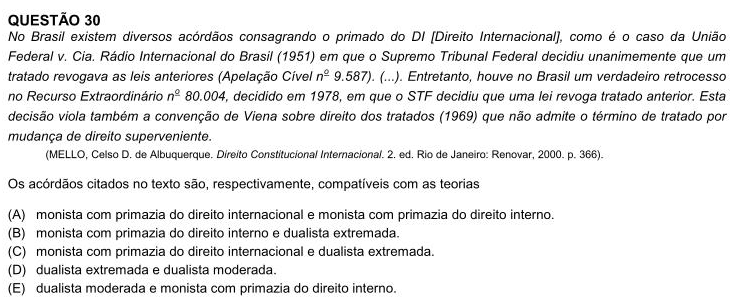 QUESTÃO 30
No Brasil existem diversos acórdãos consagrando o primado do DI [Direito Internacional], como é o caso da União
Federal v. Cia. Rádio Internacional do Brasil (1951) em que o Supremo Tribunal Federal decidiu unanimemente que um
tratado revogava as leis anteriores (Apelação Cível nº 9.587). (...). Entretanto, houve no Brasil um verdadeiro retrocesso
no Recurso Extraordinário nº 80.004, decidido em 1978, em que o STF decidiu que uma lei revoga tratado anterior. Esta
decisão viola também a convenção de Viena sobre direito dos tratados (1969) que não admite o término de tratado por
mudança de direito superveniente.
(MELLO, Celso D. de Albuquerque. Direito Constitucional Internacional. 2. ed. Rio de Janeiro: Renovar, 2000. p. 366).
Os acórdãos citados no texto são, respectivamente, compatíveis com as teorias
(A) monista com primazia do direito internacional e monista com primazia do direito interno.
(B) monista com primazia do direito interno e dualista extremada.
(C) monista com primazia do direito internacional e dualista extremada.
(D) dualista extremada e dualista moderada.
(E) dualista moderada e monista com primazia do direito interno.